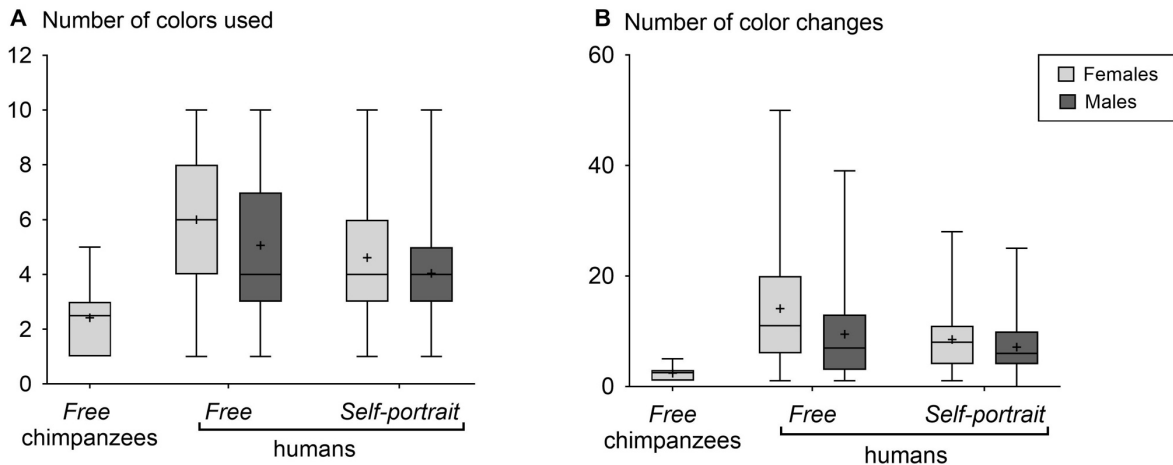 A Number of colors used
12
10
8
6
4
2
0
Free
chimpanzees
Free
Self-portrait
humans
B Number of color changes
60
40
20
0
Free
chimpanzees
Free
Self-portrait
humans
Females
Males